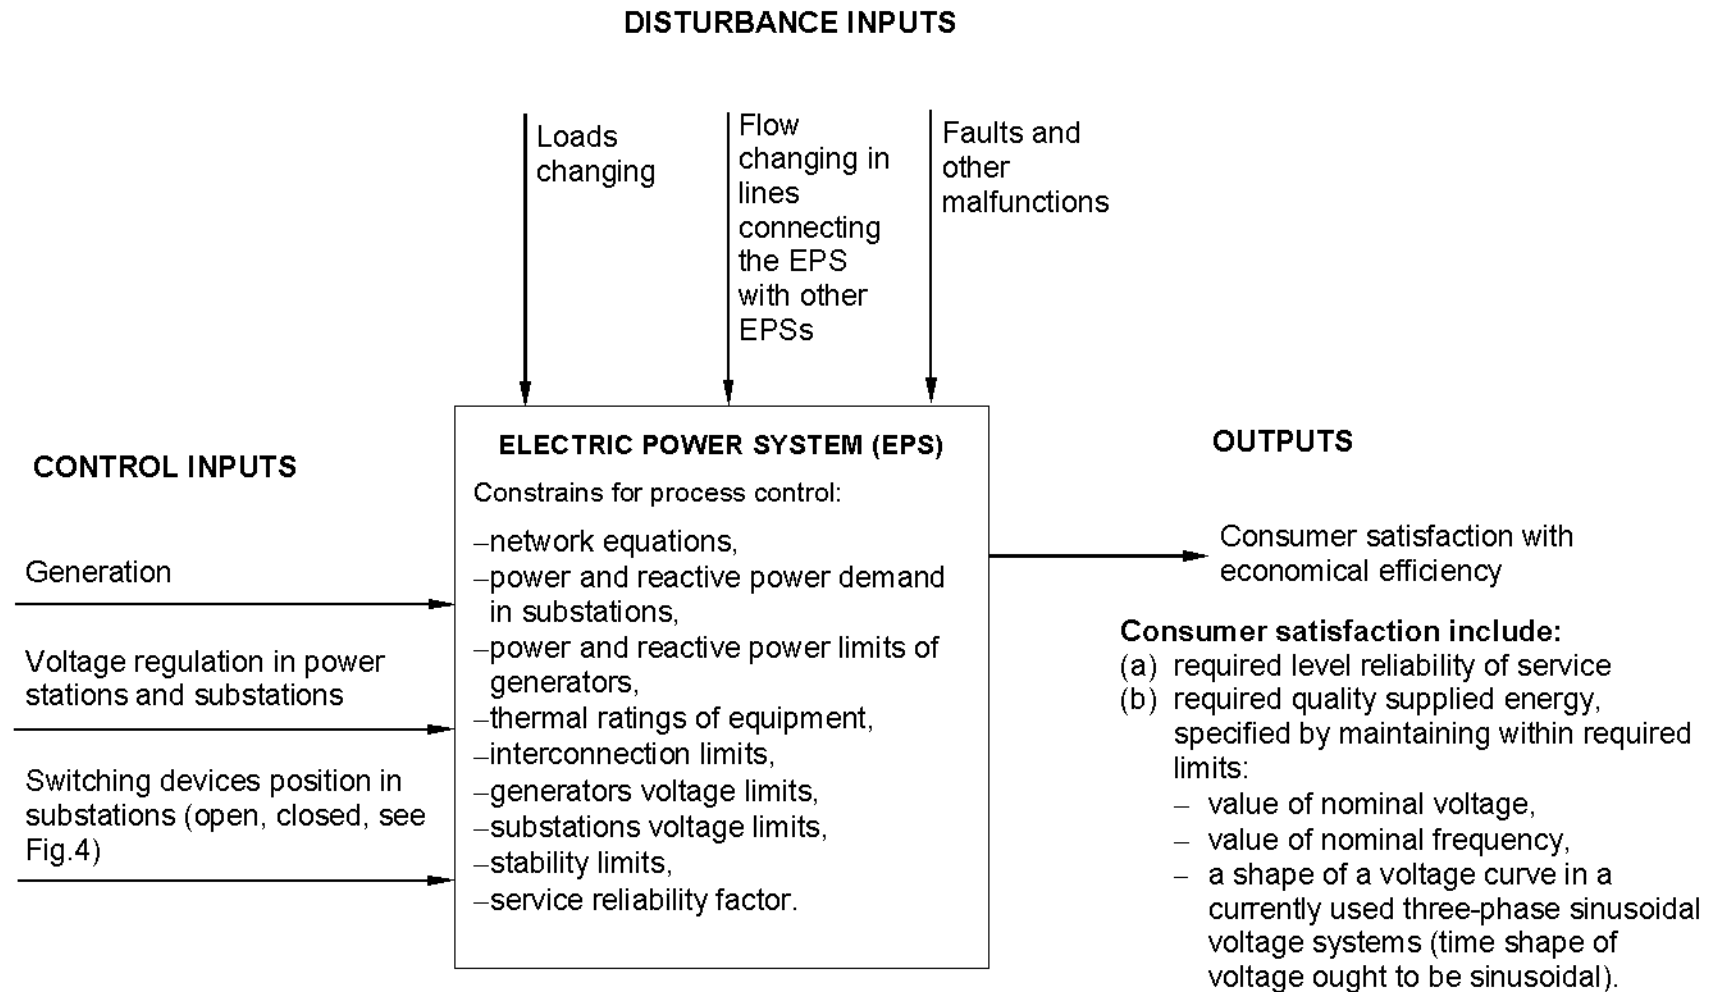 DISTURBANCE INPUTS
Loads
changing
Flow
changing in
lines
connecting
the EPS
with other
EPSs
Faults and
other
malfunctions
CONTROL INPUTS
Generation
Voltage regulation in power
stations and substations
Switching devices position in
substations (open, closed, see
Fig.4)
ELECTRIC POWER SYSTEM (EPS)
Constrains for process control:
–network equations,
–power and reactive power demand
in substations,
–power and reactive power limits of
generators,
–thermal ratings of equipment,
–interconnection limits,
–generators voltage limits,
–substations voltage limits,
–stability limits,
–service reliability factor.
OUTPUTS
Consumer satisfaction with
economical efficiency
Consumer satisfaction include:
(a) required level reliability of service
(b) required quality supplied energy,
specified by maintaining within required
limits:
– value of nominal voltage,
– value of nominal frequency,
– a shape of a voltage curve in a
currently used three-phase sinusoidal
voltage systems (time shape of
voltage ought to be sinusoidal).